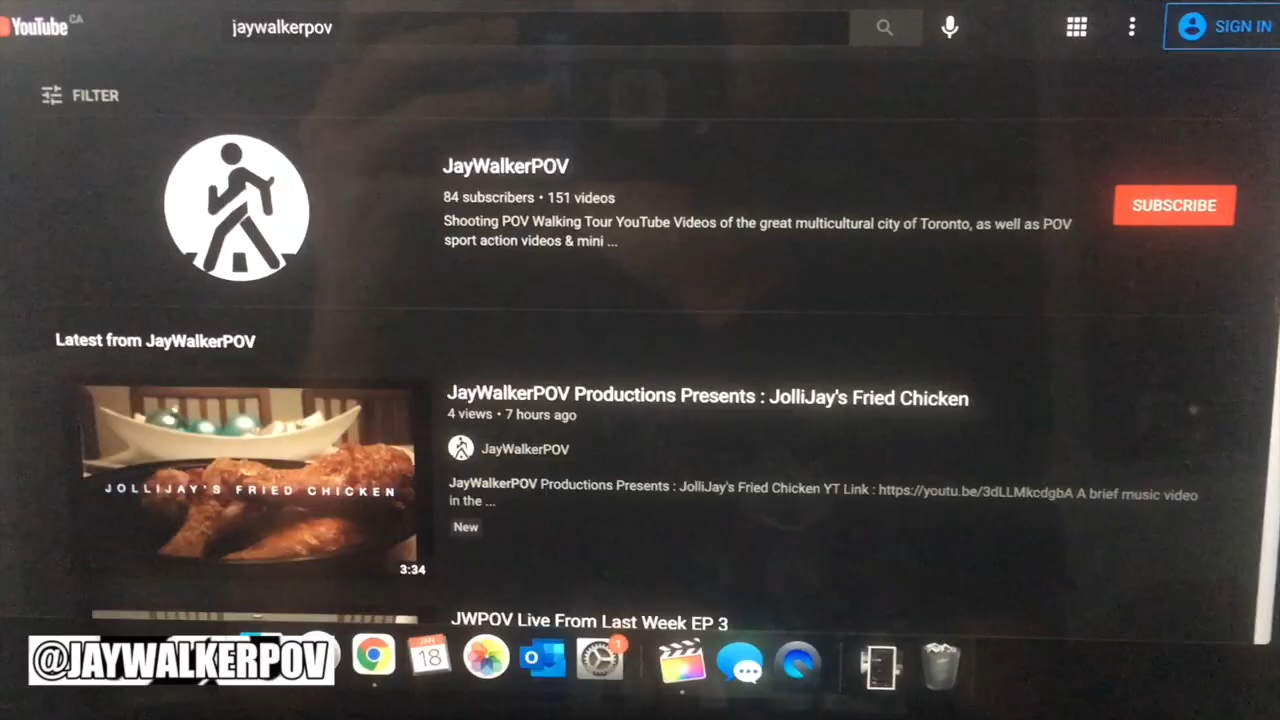 YouTube CA
jaywalkerpov
SIGN IN
FILTER
JayWalkerPOV
84 subscribers • 151 videos
Shooting POV Walking Tour YouTube Videos of the great multicultural city of Toronto, as well as POV
sport action videos & mini ...
SUBSCRIBE
Latest from JayWalkerPOV
JayWalkerPOV Productions Presents : JolliJay's Fried Chicken
4 views • 7 hours ago
JayWalkerPOV
JOLLIJAY'S FRIED CHICKEN
JayWalkerPOV Productions Presents : JolliJay's Fried Chicken YT Link : https://youtu.be/3dLLMkcdgbA A brief music video
in the ...
New
3:34
JWPOV Live From Last Week EP 3
@JAYWALKERPOV
JAN
18
1